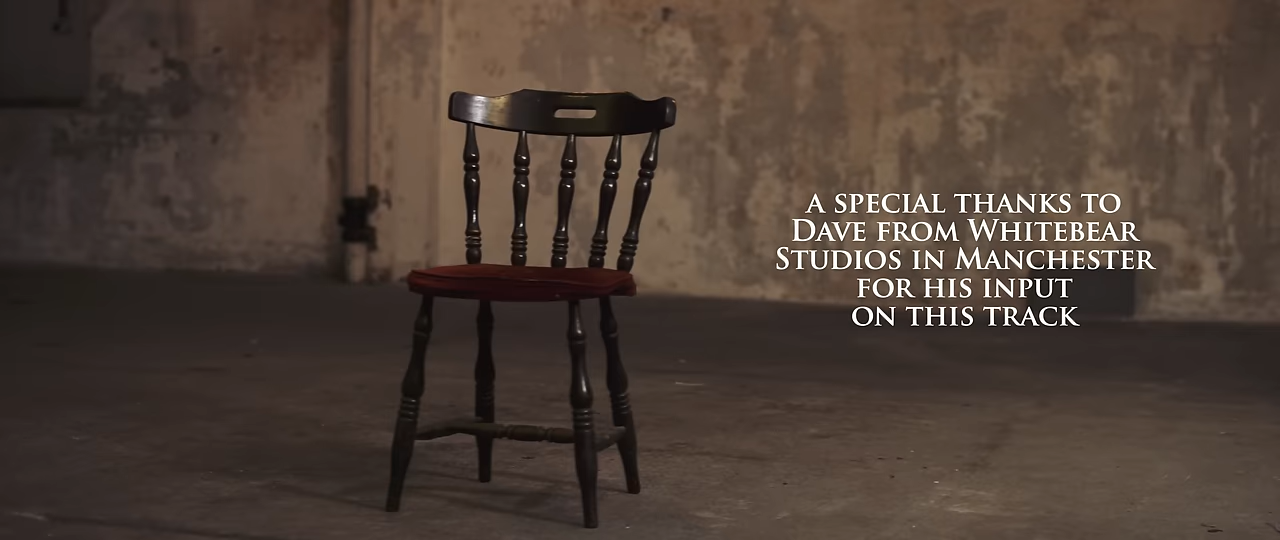 A SPECIAL THANKS TO
DAVE FROM WHITEBEAR
STUDIOS IN MANCHESTER
FOR HIS INPUT
ON THIS TRACK